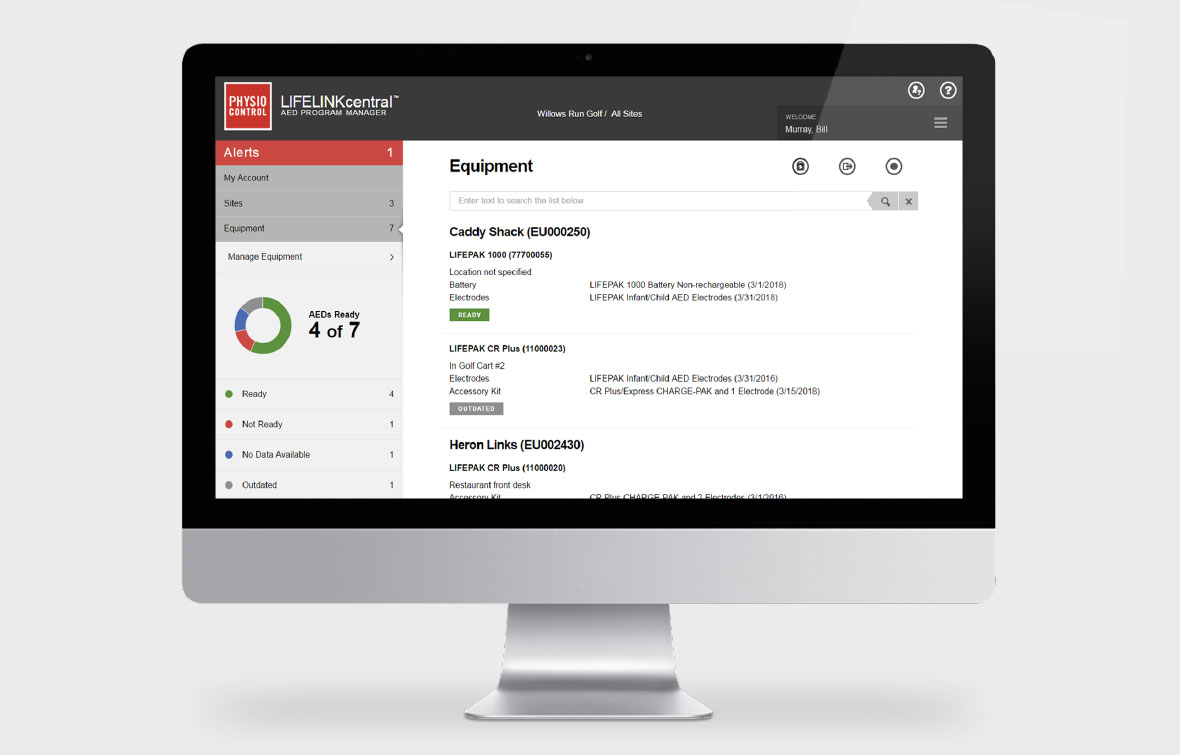 PHYSIO
CONTROL
LIFELINKcentral™
AED PROGRAM MANAGER
Willows Run Golf / All Sites
WELCOME
Murray, Bill
Alerts 1
My Account
Sites 3
Equipment 7
Manage Equipment
AEDs Ready
4 of 7
Ready 4
Not Ready 1
No Data Available 1
Outdated 1
Equipment
Enter text to search the list below
Caddy Shack (EU000250)
LIFEPAK 1000 (77700055)
Location not specified
Battery LIFEPAK 1000 Battery Non-rechargeable (3/1/2018)
Electrodes LIFEPAK Infant/Child AED Electrodes (3/31/2018)
READY
LIFEPAK CR Plus (11000023)
In Golf Cart #2
Electrodes LIFEPAK Infant/Child AED Electrodes (3/31/2016)
Accessory Kit CR Plus/Express CHARGE-PAK and 1 Electrode (3/15/2018)
OUTDATED
Heron Links (EU002430)
LIFEPAK CR Plus (11000020)
Restaurant front desk
Accessory Kit CR Plus CHARGE-PAK and 2 Electrodes (3/1/2016)